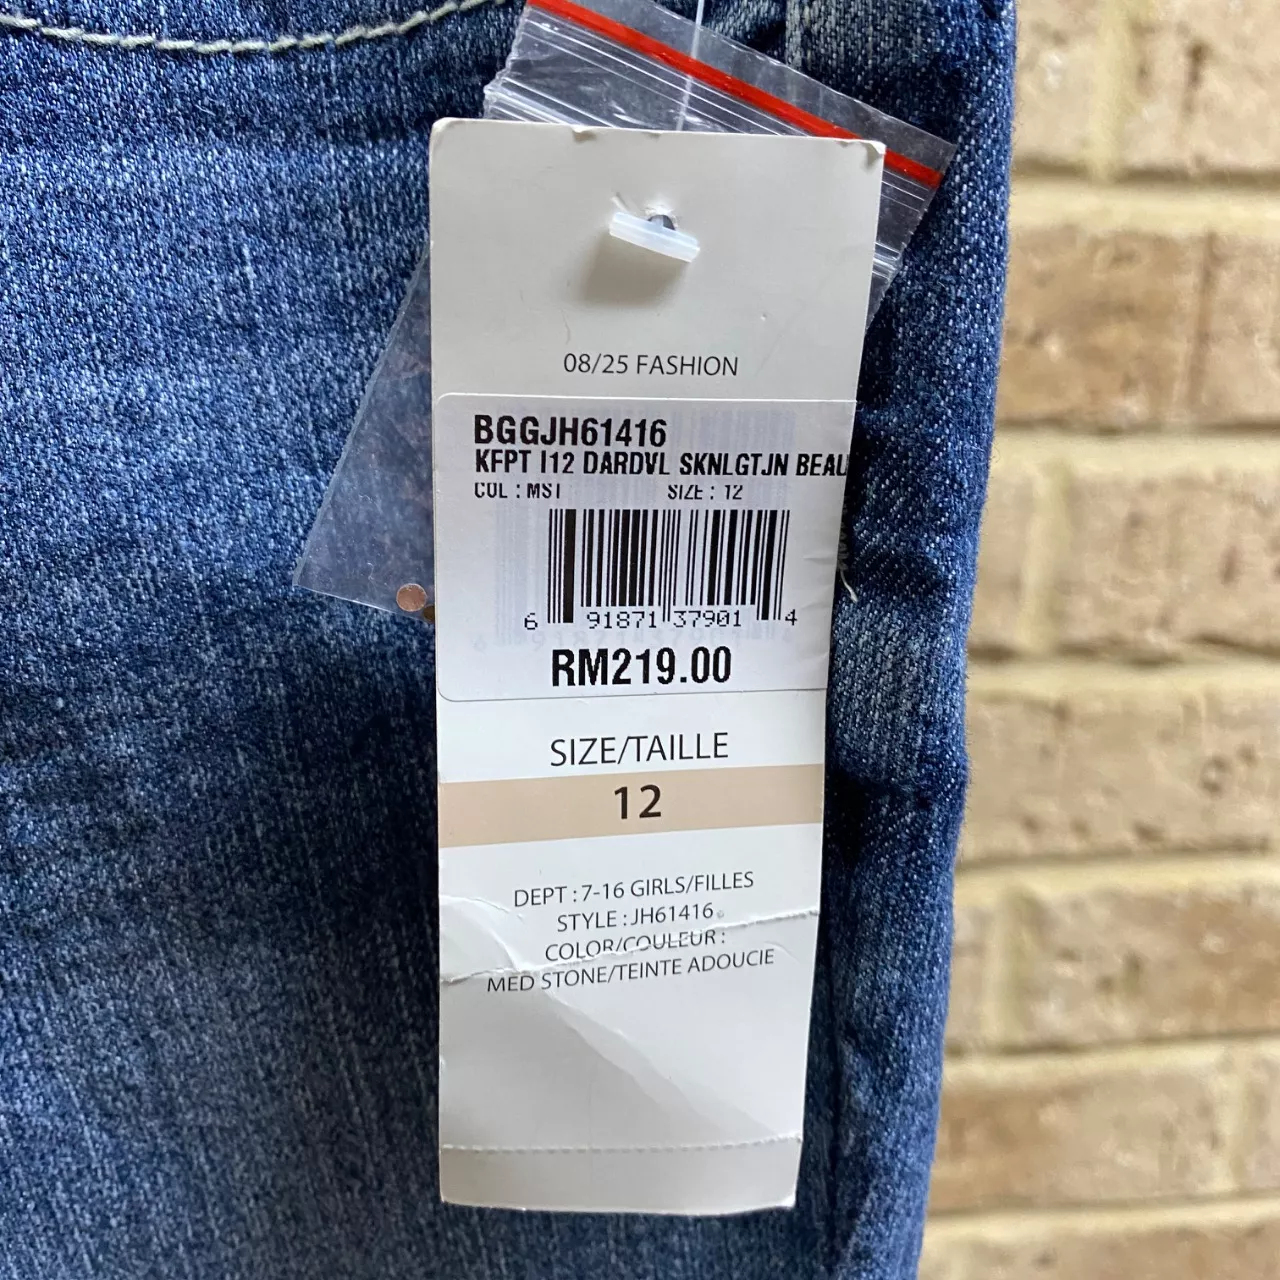 08/25 FASHION
BGGJH61416
KFPT I12 DARDVL SKNLGTJN BEAU
COL : MST SIZE : 12
6 91871 37901 4
RM219.00
SIZE/TAILLE
12
DEPT : 7-16 GIRLS/FILLES
STYLE : JH61416
COLOR/COULEUR :
MED STONE/TEINTE ADOUCIE